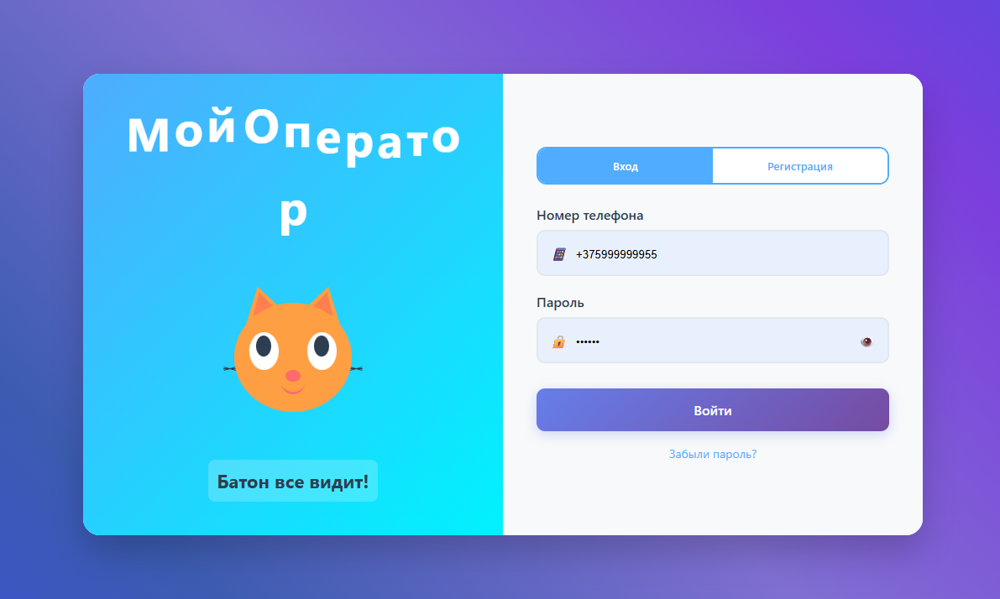 МойОперато
р
Батон все видит!
Вход
Регистрация
Номер телефона
+375999999955
Пароль
••••••
Войти
Забыли пароль?